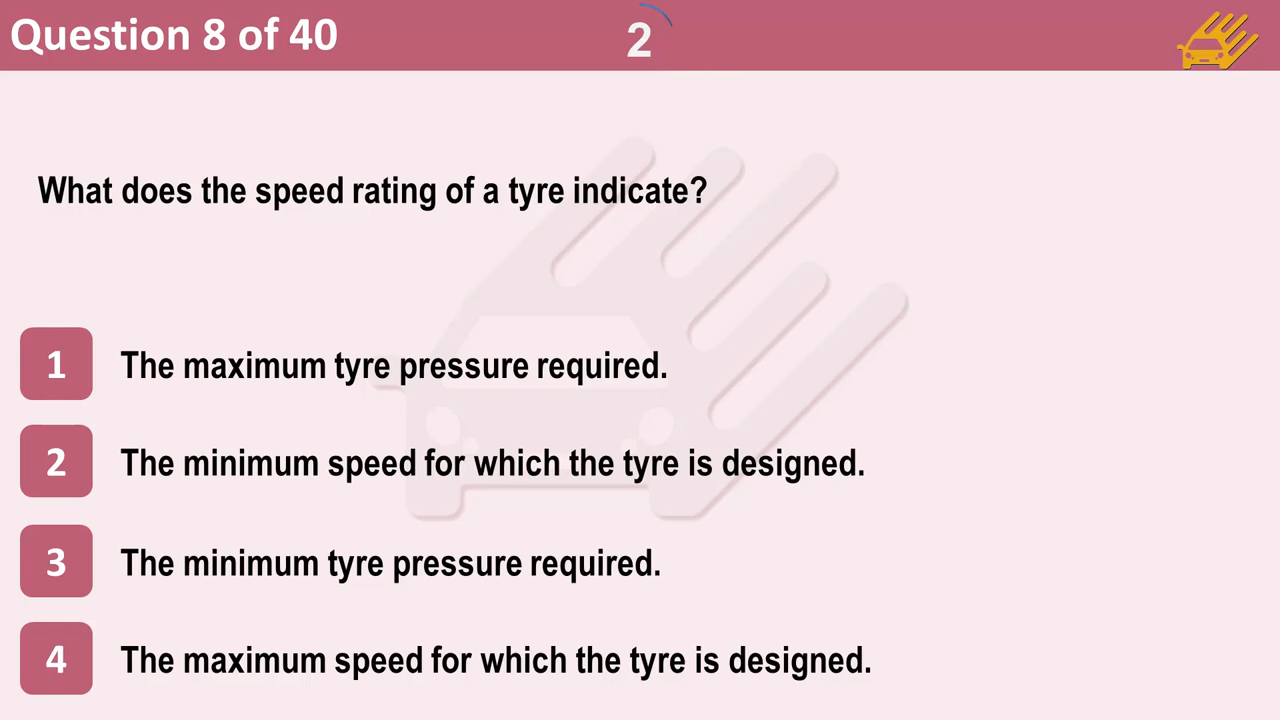 Question 8 of 40
2
What does the speed rating of a tyre indicate?
1 The maximum tyre pressure required.
2 The minimum speed for which the tyre is designed.
3 The minimum tyre pressure required.
4 The maximum speed for which the tyre is designed.